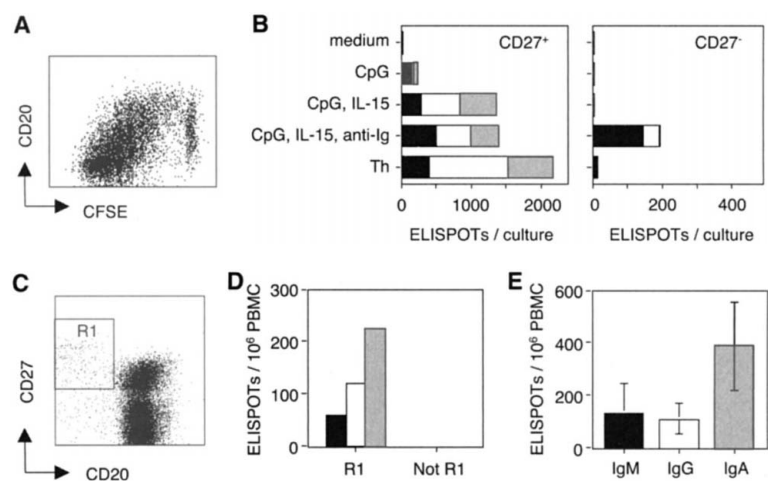 A
CD20
CFSE
B
medium
CpG
CpG, IL-15
CpG, IL-15, anti-Ig
Th
CD27+
0 1000 2000
ELISPOTs / culture
CD27-
0 200 400
ELISPOTs / culture
C
R1
CD27
CD20
D
ELISPOTs / 10⁶ PBMC
300
200
100
0
R1 Not R1
E
ELISPOTs / 10⁶ PBMC
600
400
200
0
IgM IgG IgA